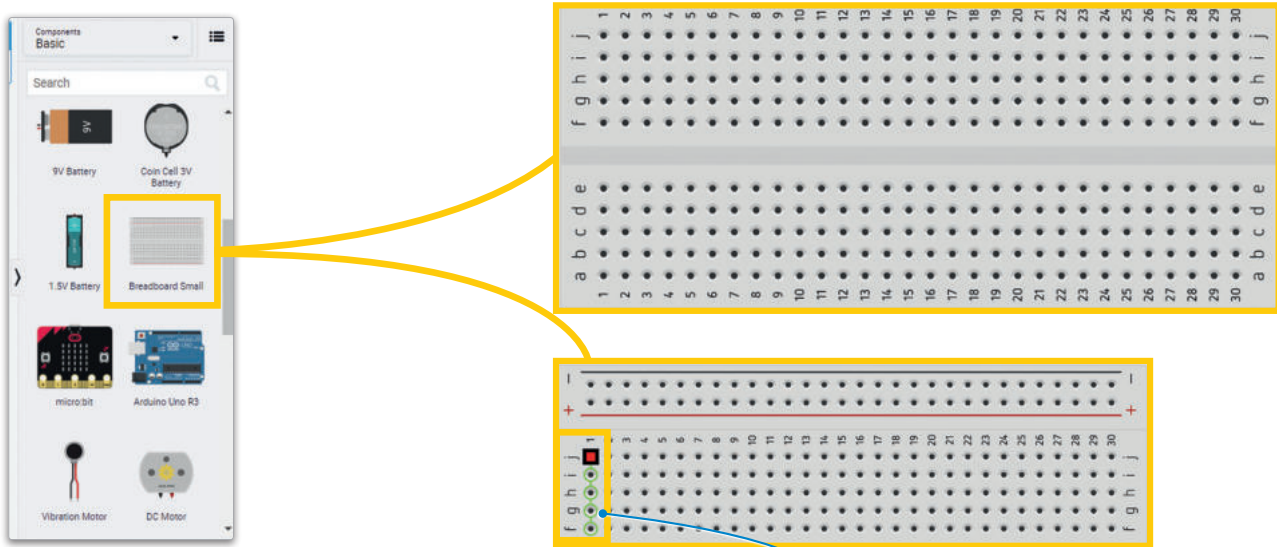 Components
Basic
Search
9V
9V Battery
Coin Cell 3V
Battery
1.5V Battery
Breadboard Small
micro:bit
Arduino Uno R3
Vibration Motor
DC Motor
1 2 3 4 5 6 7 8 9 10 11 12 13 14 15 16 17 18 19 20 21 22 23 24 25 26 27 28 29 30
j j
i i
h h
g g
f f
e e
d d
c c
b b
a a
1 2 3 4 5 6 7 8 9 10 11 12 13 14 15 16 17 18 19 20 21 22 23 24 25 26 27 28 29 30
− −
+ +
1 2 3 4 5 6 7 8 9 10 11 12 13 14 15 16 17 18 19 20 21 22 23 24 25 26 27 28 29 30
j j
i i
h h
g g
f f